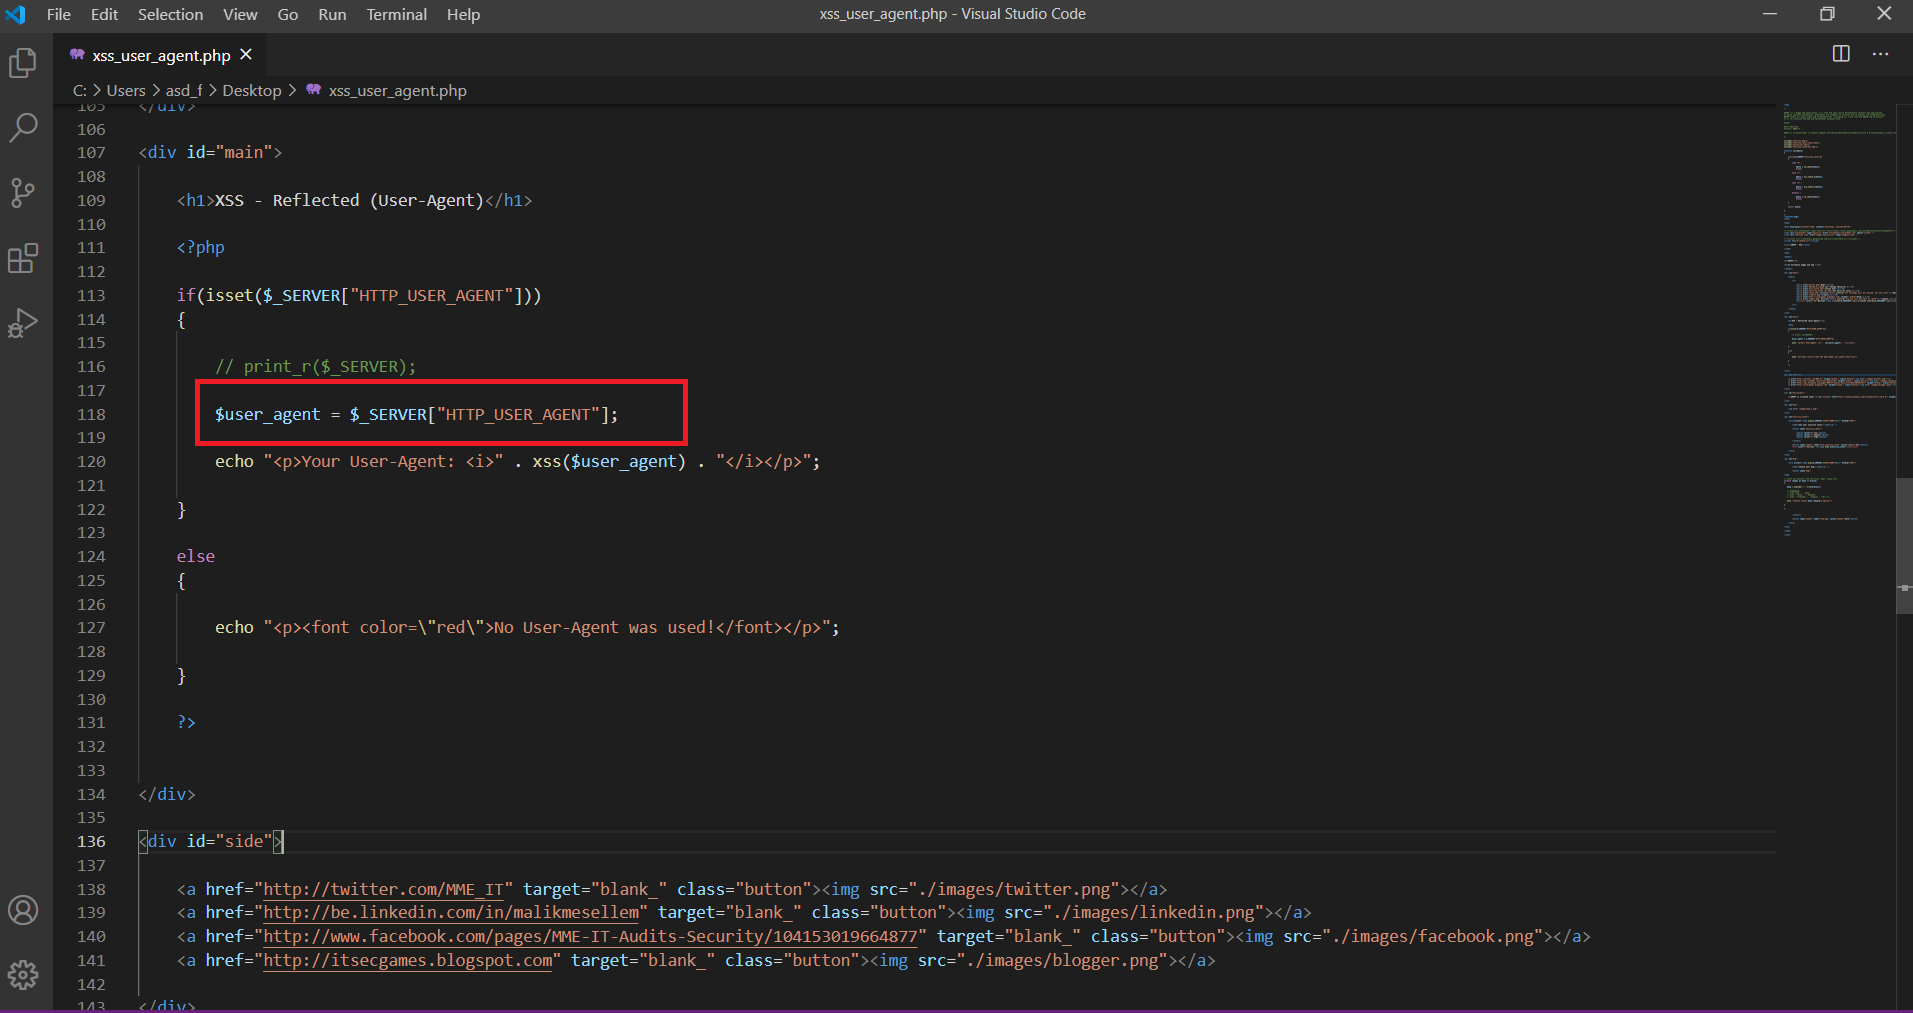 File Edit Selection View Go Run Terminal Help
xss_user_agent.php - Visual Studio Code
xss_user_agent.php
C: > Users > asd_f > Desktop > xss_user_agent.php
105 </div>
106
107 <div id="main">
108
109 <h1>XSS - Reflected (User-Agent)</h1>
110
111 <?php
112
113 if(isset($_SERVER["HTTP_USER_AGENT"]))
114 {
115
116 // print_r($_SERVER);
117
118 $user_agent = $_SERVER["HTTP_USER_AGENT"];
119
120 echo "<p>Your User-Agent: <i>" . xss($user_agent) . "</i></p>";
121
122 }
123
124 else
125 {
126
127 echo "<p><font color=\"red\">No User-Agent was used!</font></p>";
128
129 }
130
131 ?>
132
133
134 </div>
135
136 <div id="side">
137
138 <a href="http://twitter.com/MME_IT" target="blank_" class="button"><img src="./images/twitter.png"></a>
139 <a href="http://be.linkedin.com/in/malikmesellem" target="blank_" class="button"><img src="./images/linkedin.png"></a>
140 <a href="http://www.facebook.com/pages/MME-IT-Audits-Security/104153019664877" target="blank_" class="button"><img src="./images/facebook.png"></a>
141 <a href="http://itsecgames.blogspot.com" target="blank_" class="button"><img src="./images/blogger.png"></a>
142
143 </div>